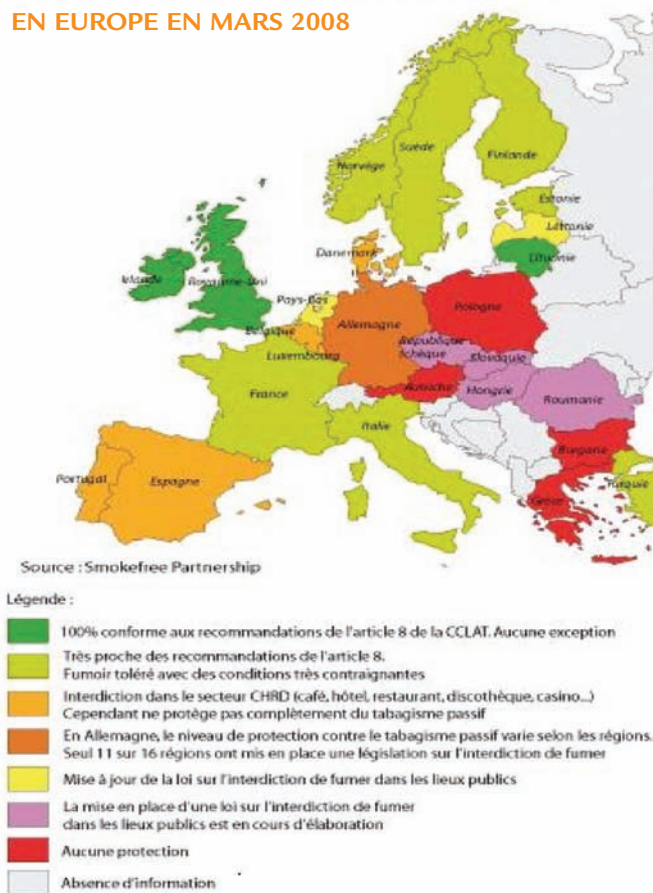 EN EUROPE EN MARS 2008
Norvège
Suède
Finlande
Estonie
Lettonie
Lituanie
Danemark
Irlande
Royaume-Uni
Pays-Bas
Belgique
Allemagne
Pologne
Luxembourg
République
tchèque
Slovaquie
France
Autriche
Hongrie
Roumanie
Italie
Bulgarie
Portugal
Espagne
Grèce
Turquie
Source : Smokefree Partnership
Légende :
100% conforme aux recommandations de l'article 8 de la CCLAT. Aucune exception
Très proche des recommandations de l'article 8.
Fumoir toléré avec des conditions très contraignantes
Interdiction dans le secteur CHRD (café, hôtel, restaurant, discothèque, casino...)
Cependant ne protège pas complètement du tabagisme passif
En Allemagne, le niveau de protection contre le tabagisme passif varie selon les régions.
Seul 11 sur 16 régions ont mis en place une législation sur l'interdiction de fumer
Mise à jour de la loi sur l'interdiction de fumer dans les lieux publics
La mise en place d'une loi sur l'interdiction de fumer
dans les lieux publics est en cours d'élaboration
Aucune protection
Absence d'information